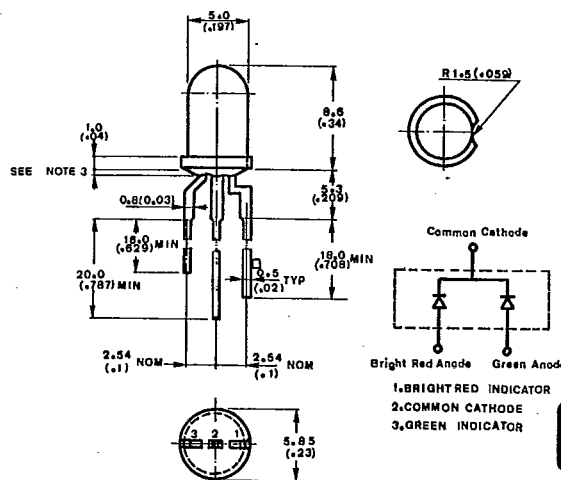 5.0
(.197)
R1.5(.059)
8.6
(.34)
1.0
(.04)
SEE NOTE 3
0.8(0.03)
5.3
(.209)
16.0 MIN
(.629)
20.0 MIN
(.787)
18.0 MIN
(.708)
0.5 TYP
(.02)
2.54 NOM
(.1)
2.54 NOM
(.1)
Common Cathode
Bright Red Anode
Green Anode
1.BRIGHT RED INDICATOR
2.COMMON CATHODE
3.GREEN INDICATOR
3 2 1
5.85
(.23)